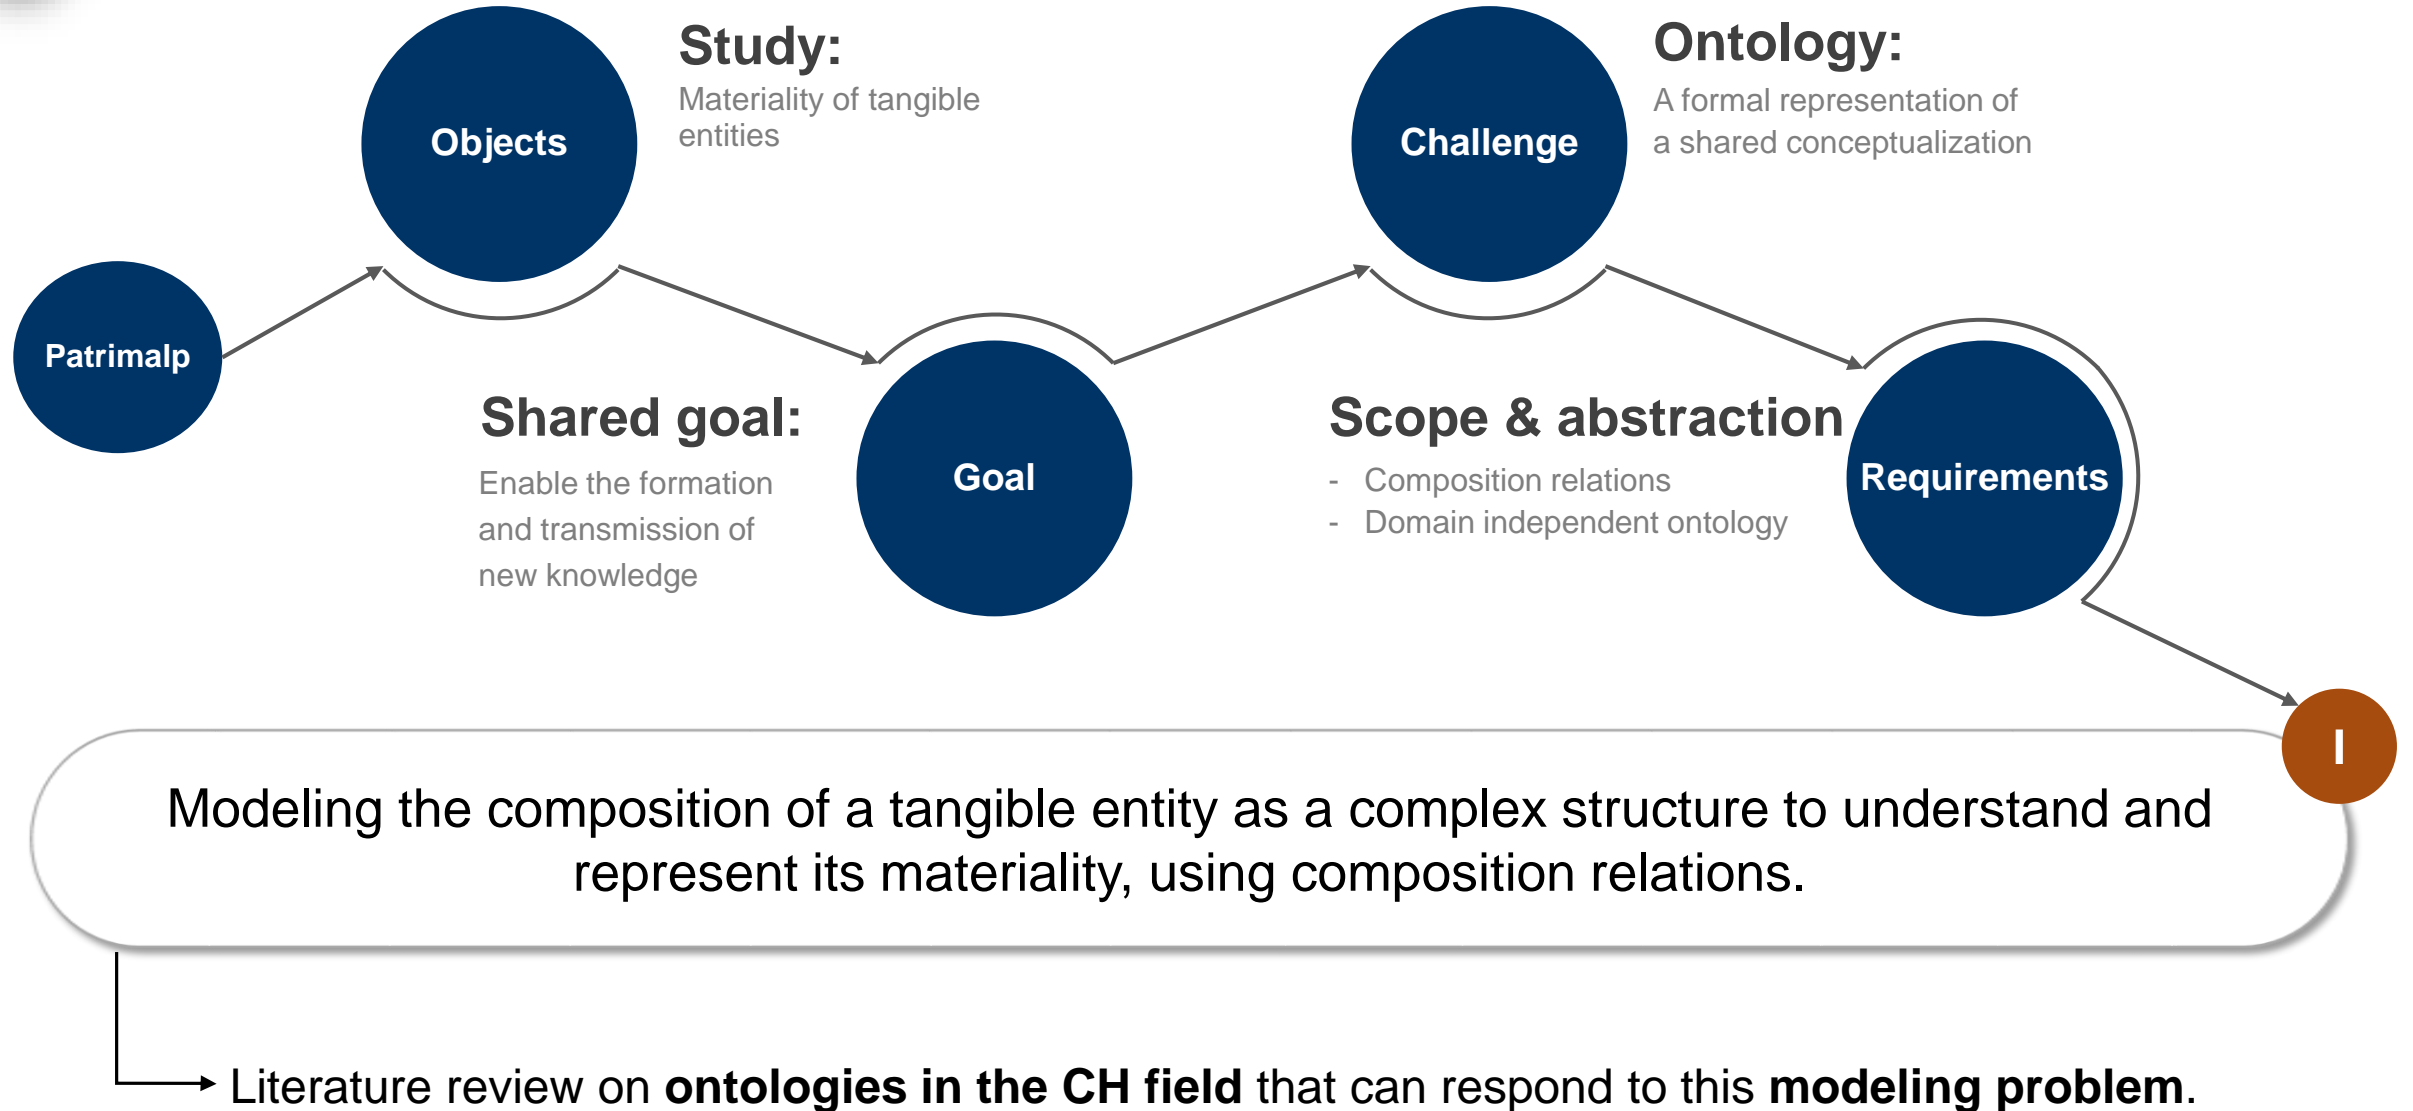 Study:
Materiality of tangible
entities
Objects
Ontology:
A formal representation of
a shared conceptualization
Challenge
Patrimalp
Shared goal:
Enable the formation
and transmission of
new knowledge
Goal
Scope & abstraction
- Composition relations
- Domain independent ontology
Requirements
I
Modeling the composition of a tangible entity as a complex structure to understand and
represent its materiality, using composition relations.
Literature review on ontologies in the CH field that can respond to this modeling problem.